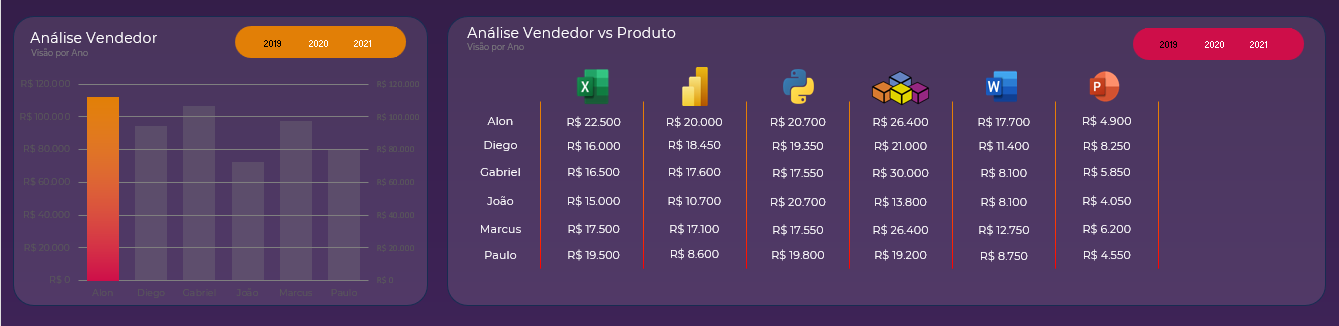 Análise Vendedor
Visão por Ano
2019 2020 2021
R$ 120.000 R$ 120.000
R$ 100.000 R$ 100.000
R$ 80.000 R$ 80.000
R$ 60.000 R$ 60.000
R$ 40.000 R$ 40.000
R$ 20.000 R$ 20.000
R$ 0 R$ 0
Alon Diego Gabriel João Marcus Paulo
Análise Vendedor vs Produto
Visão por Ano
2019 2020 2021
X W P
Alon R$ 22.500 R$ 20.000 R$ 20.700 R$ 26.400 R$ 17.700 R$ 4.900
Diego R$ 16.000 R$ 18.450 R$ 19.350 R$ 21.000 R$ 11.400 R$ 8.250
Gabriel R$ 16.500 R$ 17.600 R$ 17.550 R$ 30.000 R$ 8.100 R$ 5.850
João R$ 15.000 R$ 10.700 R$ 20.700 R$ 13.800 R$ 8.100 R$ 4.050
Marcus R$ 17.500 R$ 17.100 R$ 17.550 R$ 26.400 R$ 12.750 R$ 6.200
Paulo R$ 19.500 R$ 8.600 R$ 19.800 R$ 19.200 R$ 8.750 R$ 4.550